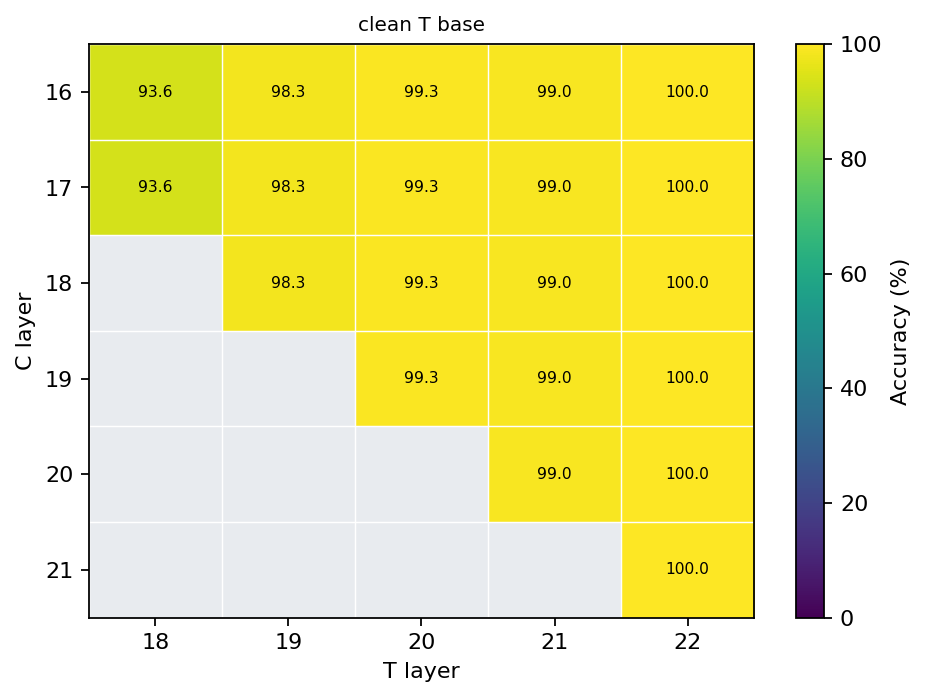 clean T base
16 93.6 98.3 99.3 99.0 100.0
17 93.6 98.3 99.3 99.0 100.0
18 98.3 99.3 99.0 100.0
19 99.3 99.0 100.0
20 99.0 100.0
21 100.0
18 19 20 21 22
T layer
C layer
100
80
60
40
20
0
Accuracy (%)